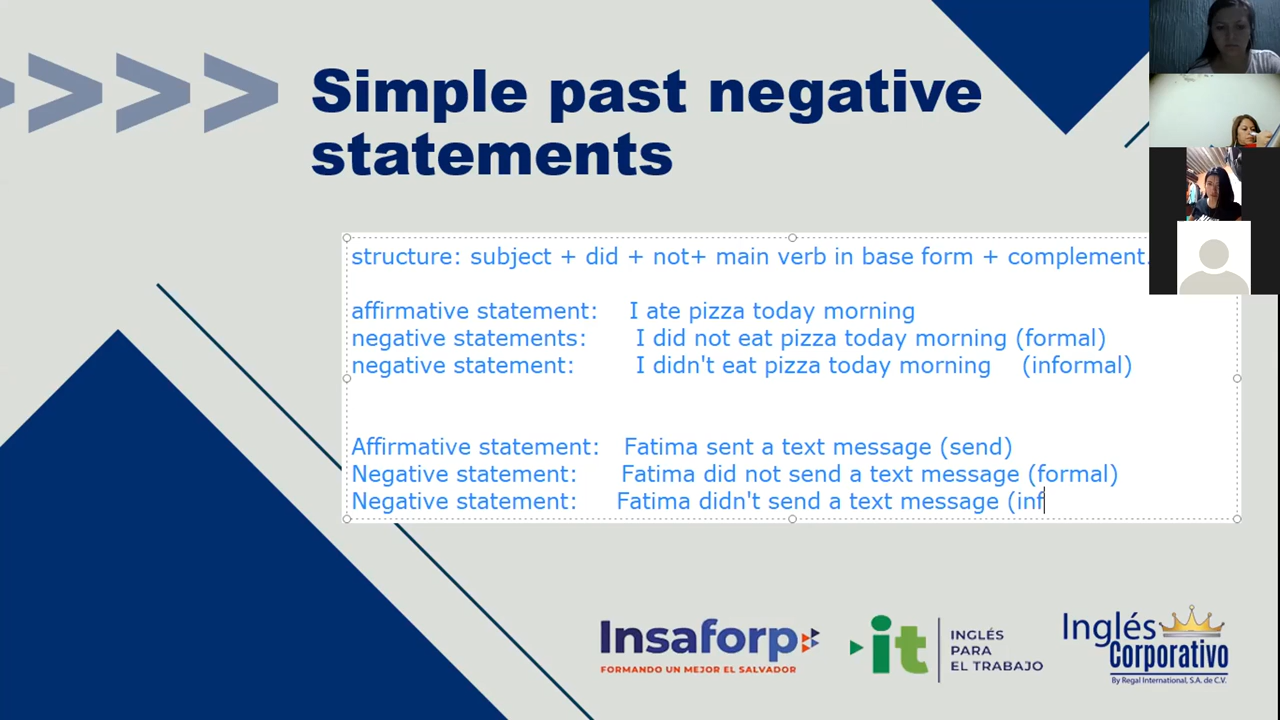 Simple past negative
statements
structure: subject + did + not+ main verb in base form + complement.
affirmative statement: I ate pizza today morning
negative statements: I did not eat pizza today morning (formal)
negative statement: I didn't eat pizza today morning (informal)
Affirmative statement: Fatima sent a text message (send)
Negative statement: Fatima did not send a text message (formal)
Negative statement: Fatima didn't send a text message (inf
Insaforp
FORMANDO UN MEJOR EL SALVADOR
it
INGLÉS
PARA
EL TRABAJO
Inglés
Corporativo
By Regal International, S.A. de C.V.